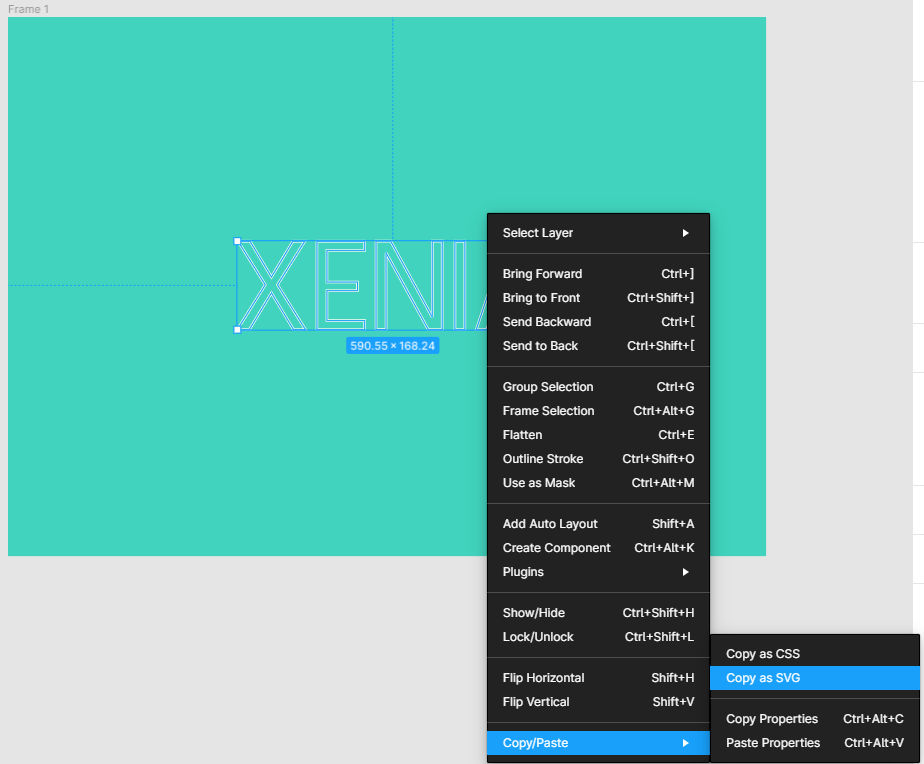 Frame 1
XENI
590.55 × 168.24
Select Layer
Bring Forward Ctrl+]
Bring to Front Ctrl+Shift+]
Send Backward Ctrl+[
Send to Back Ctrl+Shift+[
Group Selection Ctrl+G
Frame Selection Ctrl+Alt+G
Flatten Ctrl+E
Outline Stroke Ctrl+Shift+O
Use as Mask Ctrl+Alt+M
Add Auto Layout Shift+A
Create Component Ctrl+Alt+K
Plugins
Show/Hide Ctrl+Shift+H
Lock/Unlock Ctrl+Shift+L
Flip Horizontal Shift+H
Flip Vertical Shift+V
Copy/Paste
Copy as CSS
Copy as SVG
Copy Properties Ctrl+Alt+C
Paste Properties Ctrl+Alt+V